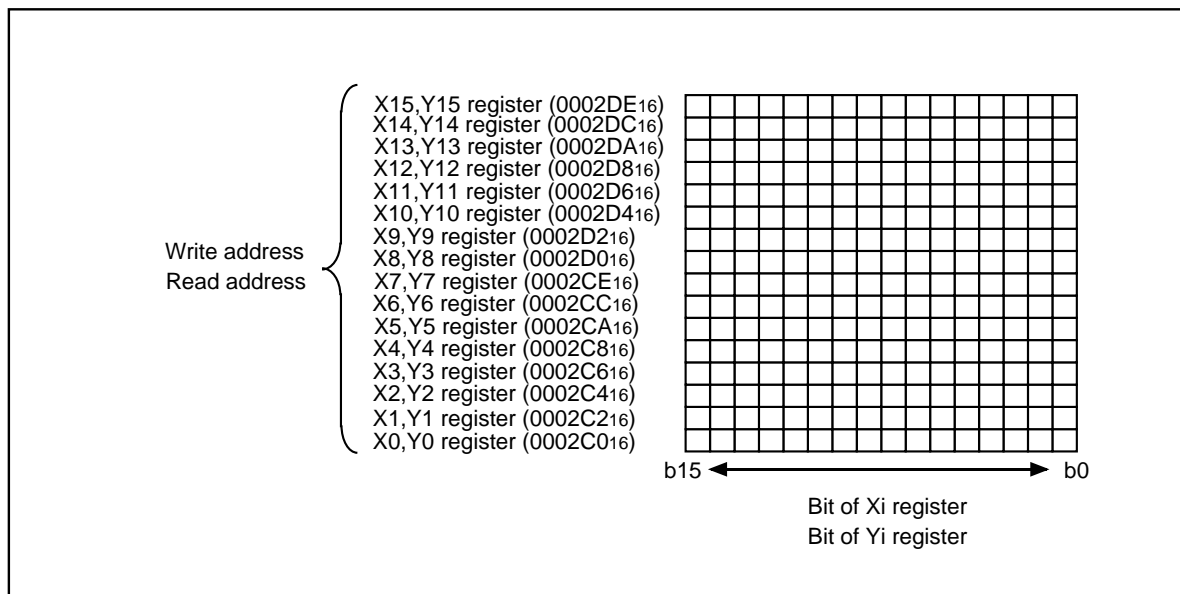 X15,Y15 register (0002DE16)
X14,Y14 register (0002DC16)
X13,Y13 register (0002DA16)
X12,Y12 register (0002D816)
X11,Y11 register (0002D616)
X10,Y10 register (0002D416)
X9,Y9 register (0002D216)
X8,Y8 register (0002D016)
X7,Y7 register (0002CE16)
X6,Y6 register (0002CC16)
X5,Y5 register (0002CA16)
X4,Y4 register (0002C816)
X3,Y3 register (0002C616)
X2,Y2 register (0002C416)
X1,Y1 register (0002C216)
X0,Y0 register (0002C016)
Write address
Read address
b15 b0
Bit of Xi register
Bit of Yi register